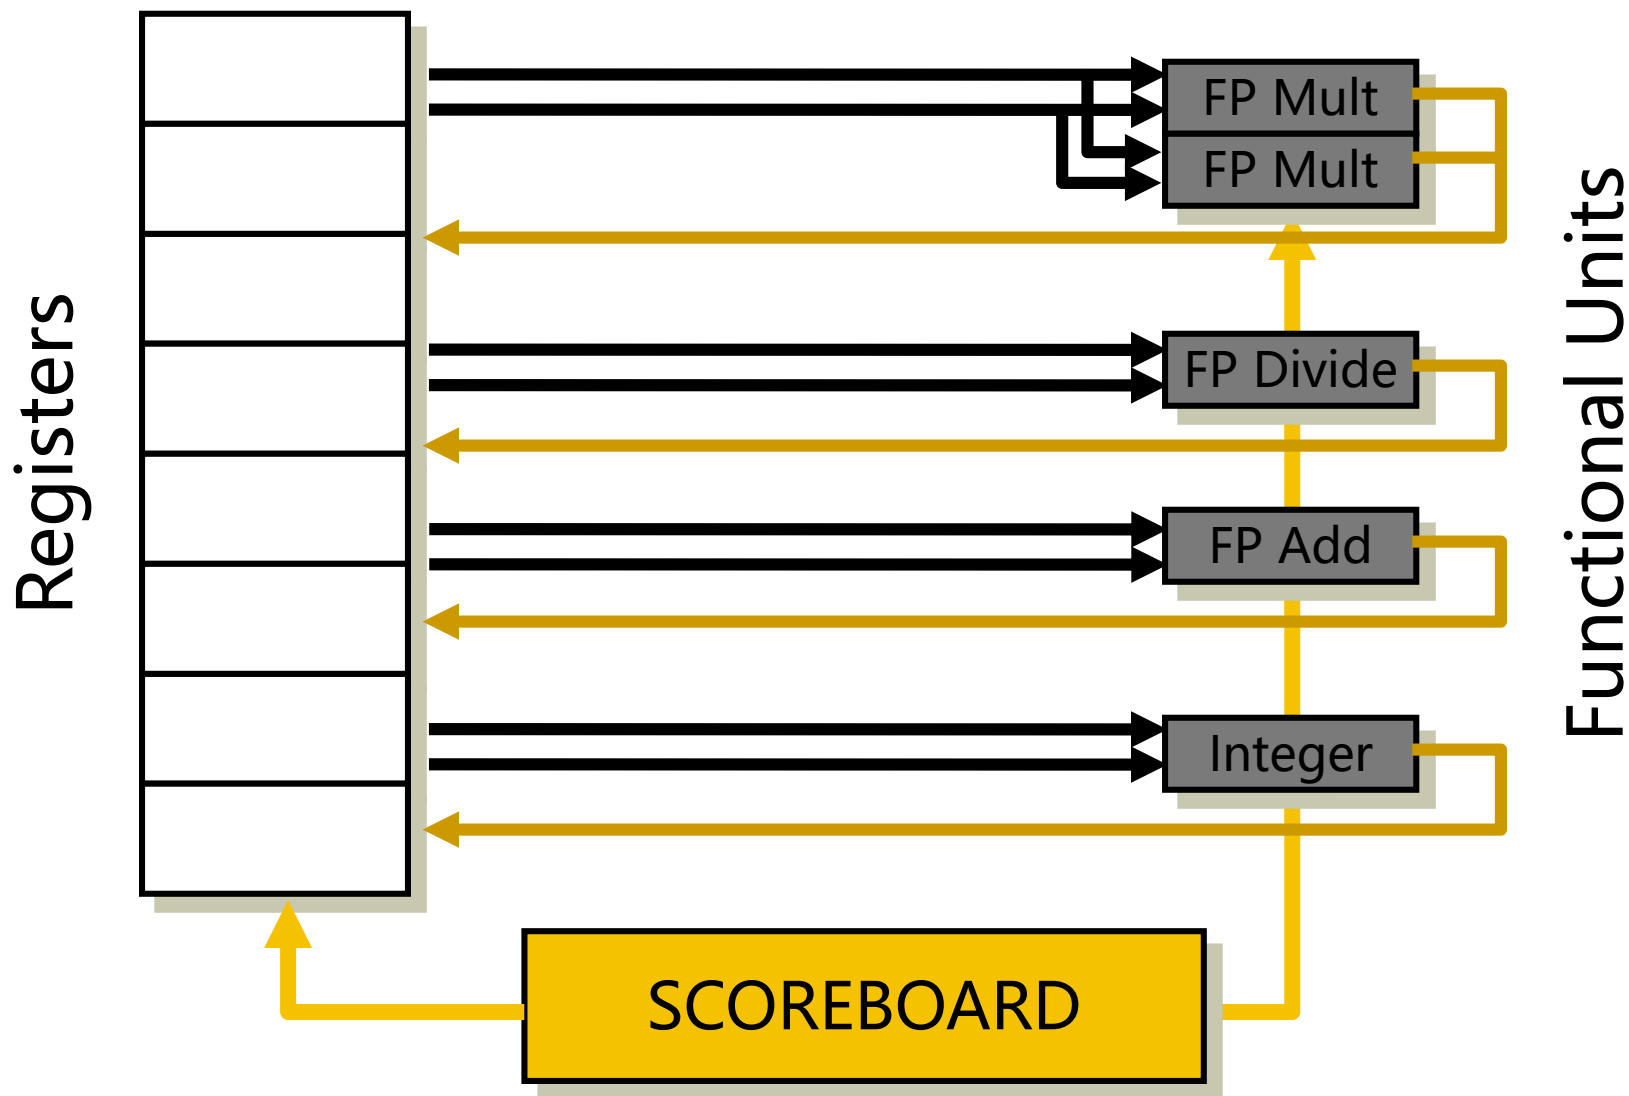 Registers
FP Mult
FP Mult
FP Divide
FP Add
Integer
Functional Units
SCOREBOARD